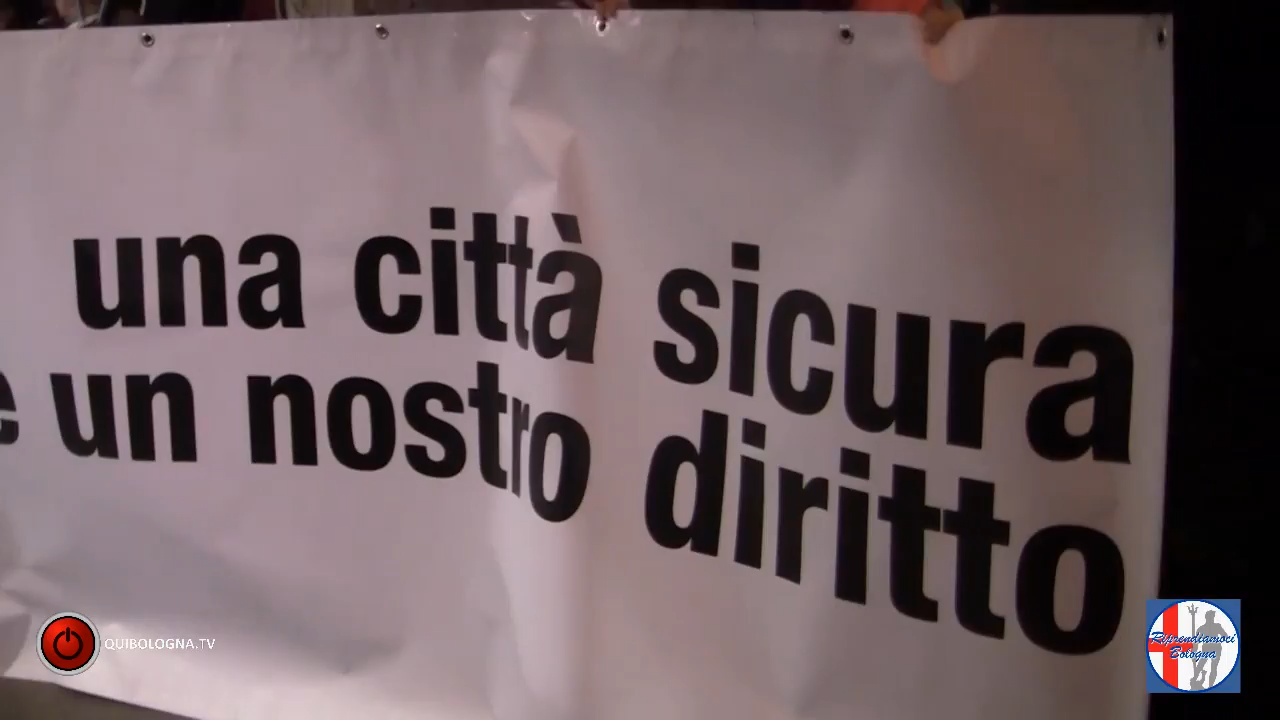 una città sicura
è un nostro diritto
QUIBOLOGNA.TV
Riprendiamoci
Bologna